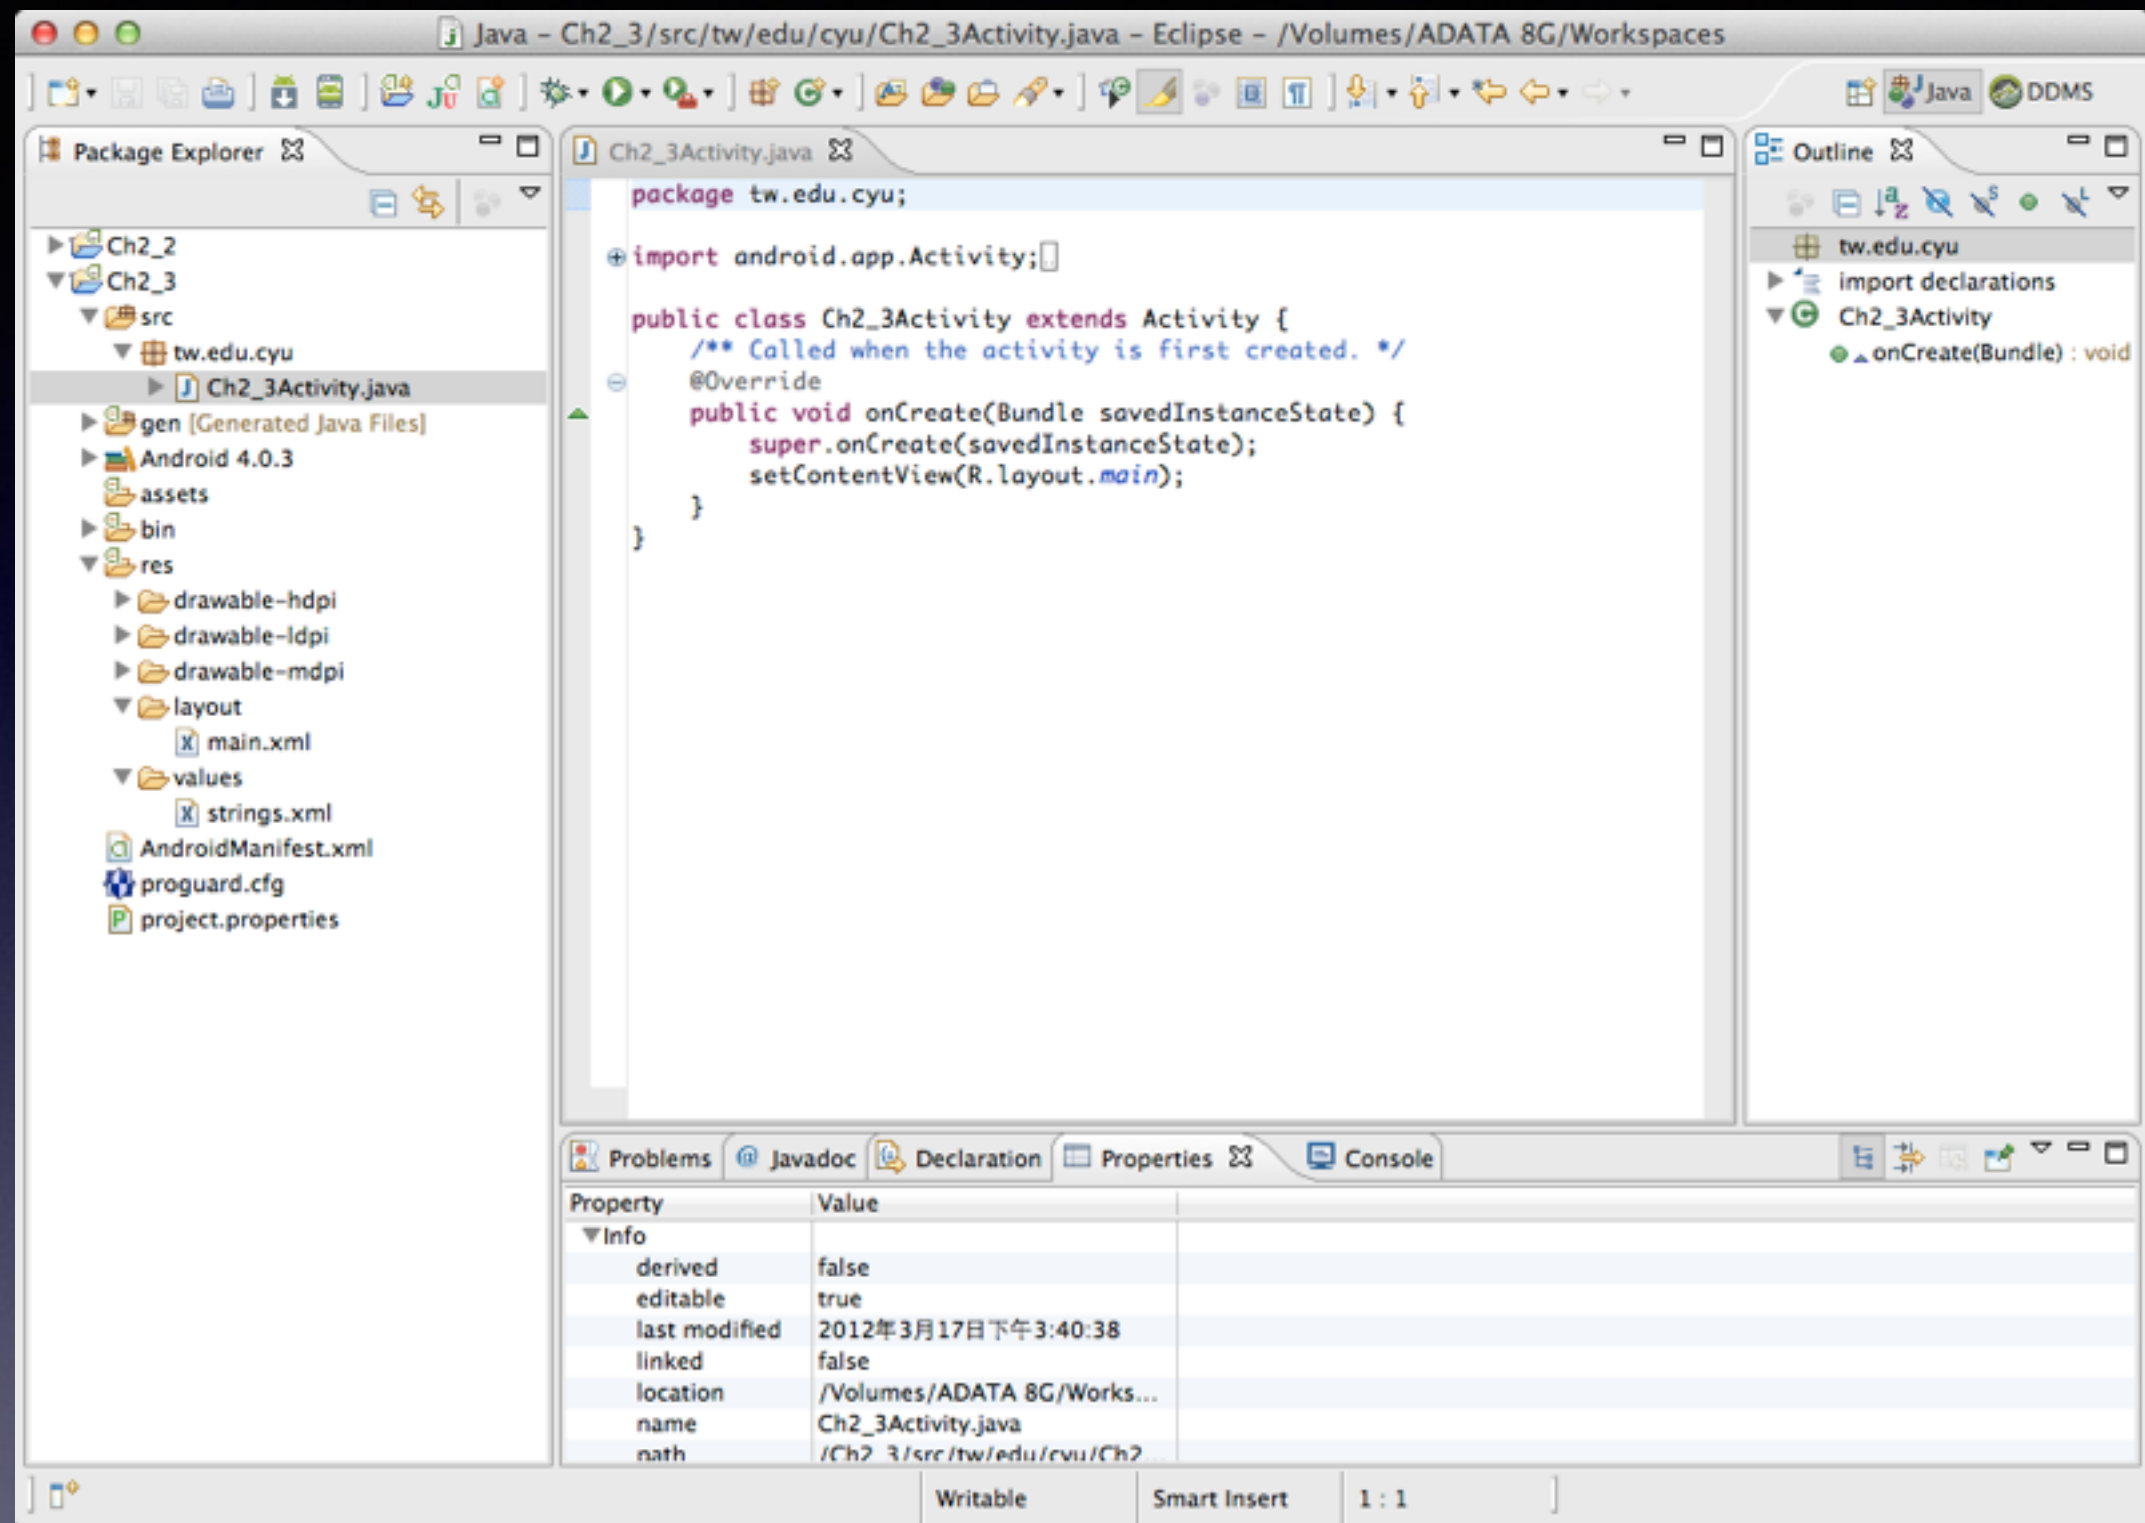 Java – Ch2_3/src/tw/edu/cyu/Ch2_3Activity.java – Eclipse – /Volumes/ADATA 8G/Workspaces
Java DDMS
Package Explorer
Ch2_2
Ch2_3
src
tw.edu.cyu
Ch2_3Activity.java
gen [Generated Java Files]
Android 4.0.3
assets
bin
res
drawable-hdpi
drawable-ldpi
drawable-mdpi
layout
main.xml
values
strings.xml
AndroidManifest.xml
proguard.cfg
project.properties
Ch2_3Activity.java
package tw.edu.cyu;
import android.app.Activity;
public class Ch2_3Activity extends Activity {
/** Called when the activity is first created. */
@Override
public void onCreate(Bundle savedInstanceState) {
super.onCreate(savedInstanceState);
setContentView(R.layout.main);
}
}
Outline
tw.edu.cyu
import declarations
Ch2_3Activity
onCreate(Bundle) : void
Problems Javadoc Declaration Properties Console
Property Value
Info
derived false
editable true
last modified 2012年3月17日下午3:40:38
linked false
location /Volumes/ADATA 8G/Works...
name Ch2_3Activity.java
path /Ch2_3/src/tw/edu/cyu/Ch2...
Writable Smart Insert 1 : 1